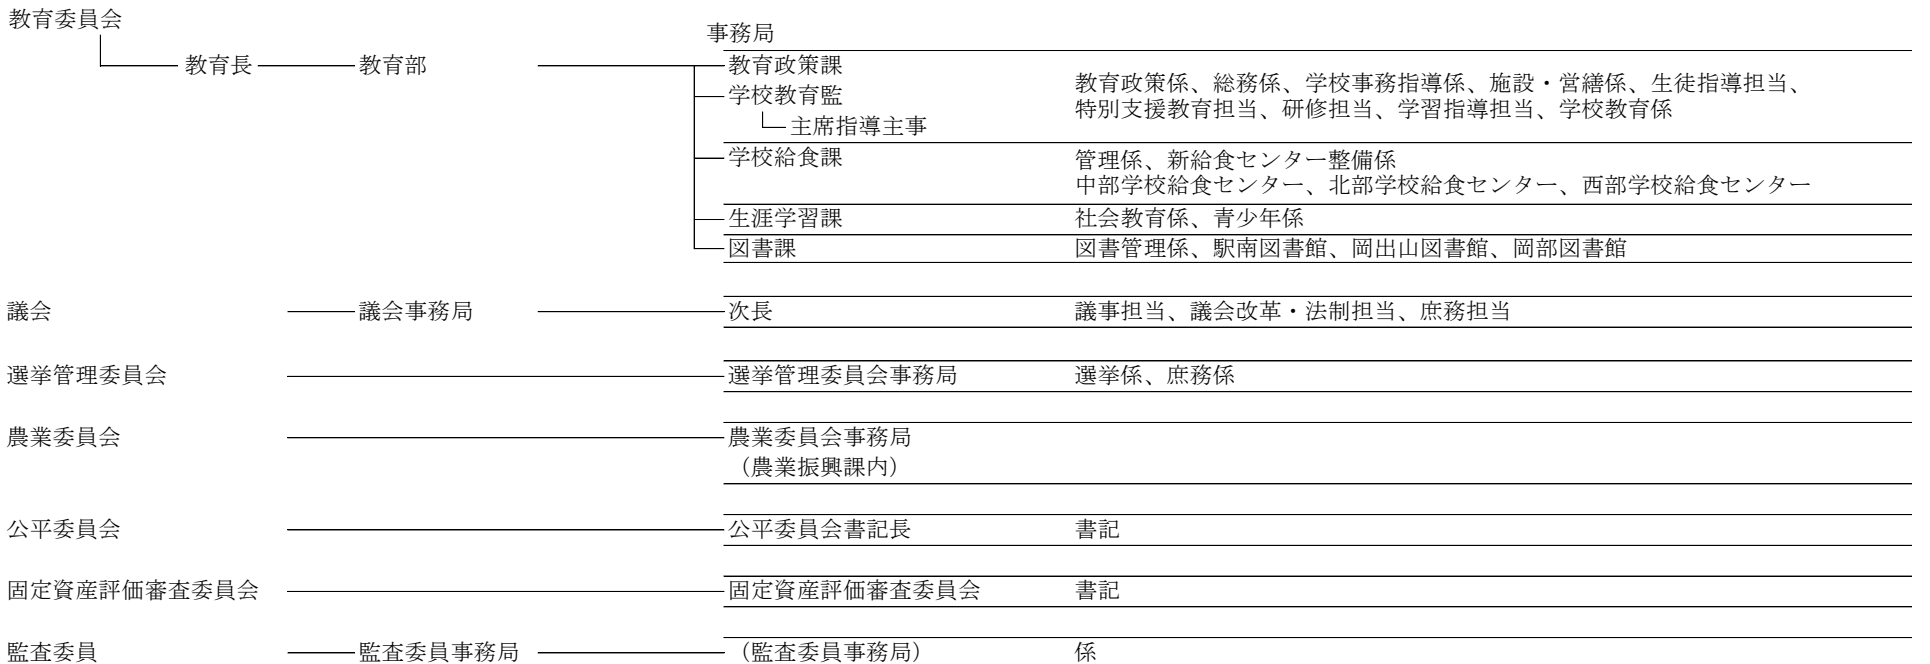 教育委員会
事務局
教育長 教育部 教育政策課
教育政策係、総務係、学校事務指導係、施設・営繕係、生徒指導担当、
学校教育監
特別支援教育担当、研修担当、学習指導担当、学校教育係
主席指導主事
学校給食課 管理係、新給食センター整備係
中部学校給食センター、北部学校給食センター、西部学校給食センター
生涯学習課 社会教育係、青少年係
図書課 図書管理係、駅南図書館、岡出山図書館、岡部図書館
議会 議会事務局 次長 議事担当、議会改革・法制担当、庶務担当
選挙管理委員会 選挙管理委員会事務局 選挙係、庶務係
農業委員会 農業委員会事務局
（農業振興課内）
公平委員会 公平委員会書記長 書記
固定資産評価審査委員会 固定資産評価審査委員会 書記
監査委員 監査委員事務局 （監査委員事務局） 係